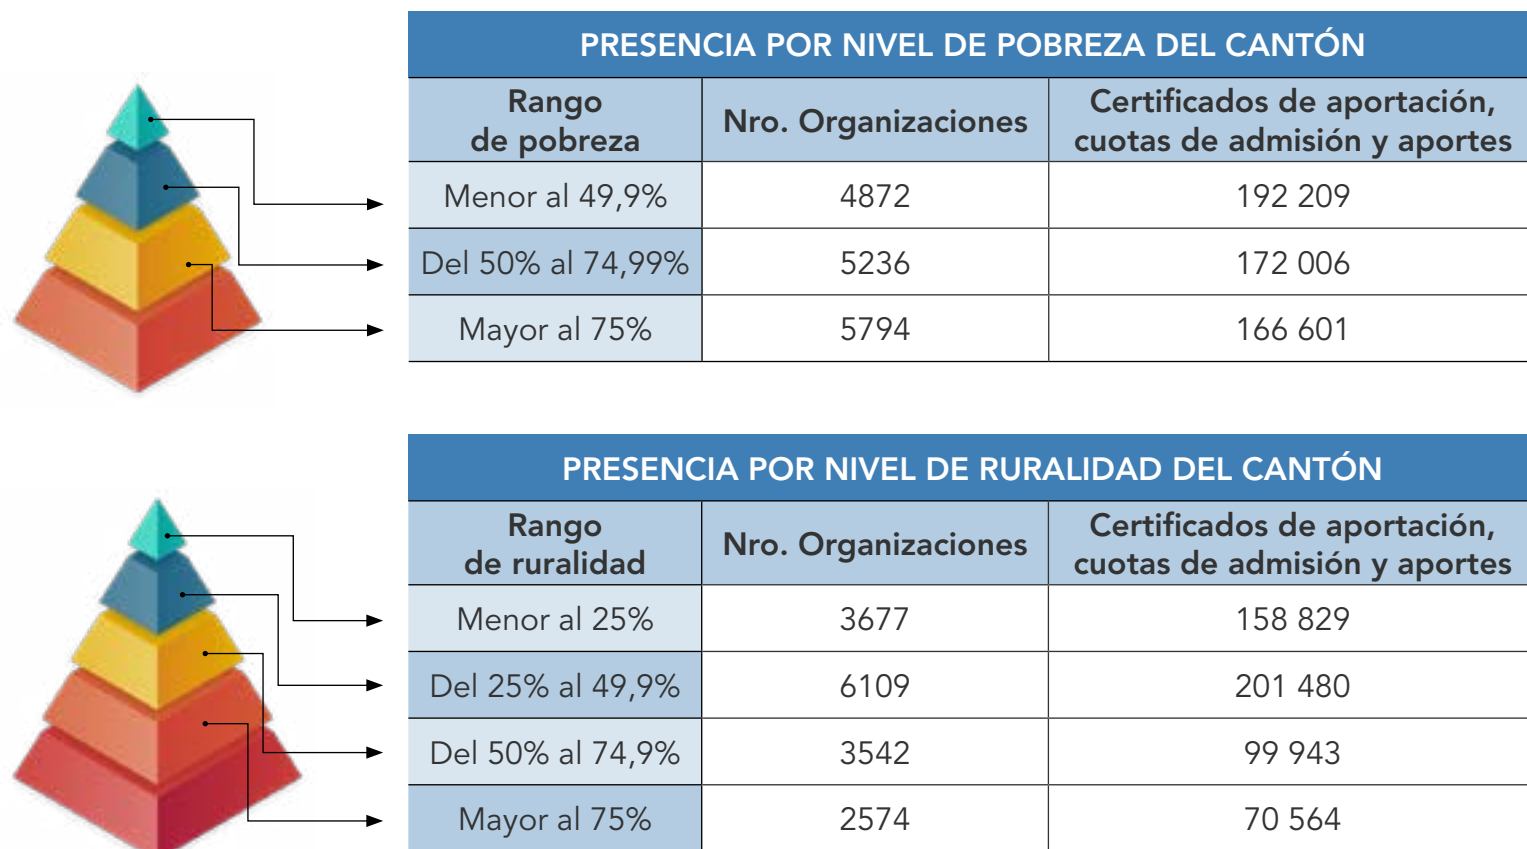 PRESENCIA POR NIVEL DE POBREZA DEL CANTÓN
Rango de pobreza Nro. Organizaciones Certificados de aportación, cuotas de admisión y aportes
Menor al 49,9% 4872 192 209
Del 50% al 74,99% 5236 172 006
Mayor al 75% 5794 166 601
PRESENCIA POR NIVEL DE RURALIDAD DEL CANTÓN
Rango de ruralidad Nro. Organizaciones Certificados de aportación, cuotas de admisión y aportes
Menor al 25% 3677 158 829
Del 25% al 49,9% 6109 201 480
Del 50% al 74,9% 3542 99 943
Mayor al 75% 2574 70 564